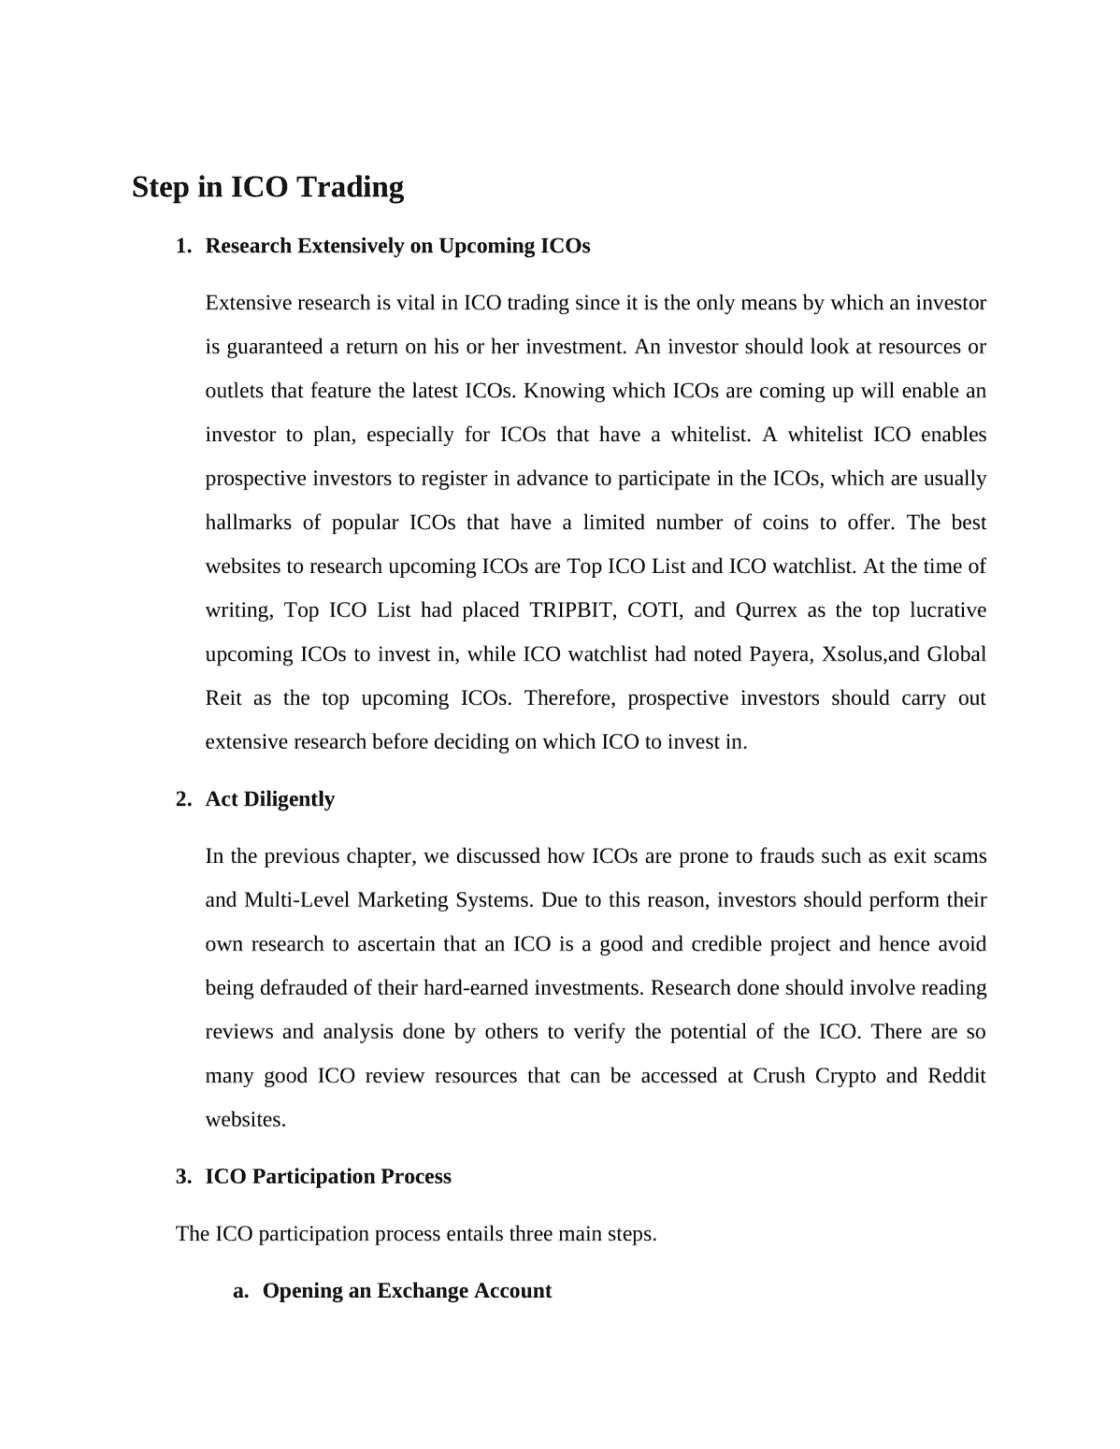 Step in ICO Trading
1. Research Extensively on Upcoming ICOs
Extensive research is vital in ICO trading since it is the only means by which an investor
is guaranteed a return on his or her investment. An investor should look at resources or
outlets that feature the latest ICOs. Knowing which ICOs are coming up will enable an
investor to plan, especially for ICOs that have a whitelist. A whitelist ICO enables
prospective investors to register in advance to participate in the ICOs, which are usually
hallmarks of popular ICOs that have a limited number of coins to offer. The best
websites to research upcoming ICOs are Top ICO List and ICO watchlist. At the time of
writing, Top ICO List had placed TRIPBIT, COTI, and Qurrex as the top lucrative
upcoming ICOs to invest in, while ICO watchlist had noted Payera, Xsolus,and Global
Reit as the top upcoming ICOs. Therefore, prospective investors should carry out
extensive research before deciding on which ICO to invest in.
2. Act Diligently
In the previous chapter, we discussed how ICOs are prone to frauds such as exit scams
and Multi-Level Marketing Systems. Due to this reason, investors should perform their
own research to ascertain that an ICO is a good and credible project and hence avoid
being defrauded of their hard-earned investments. Research done should involve reading
reviews and analysis done by others to verify the potential of the ICO. There are so
many good ICO review resources that can be accessed at Crush Crypto and Reddit
websites.
3. ICO Participation Process
The ICO participation process entails three main steps.
a. Opening an Exchange Account